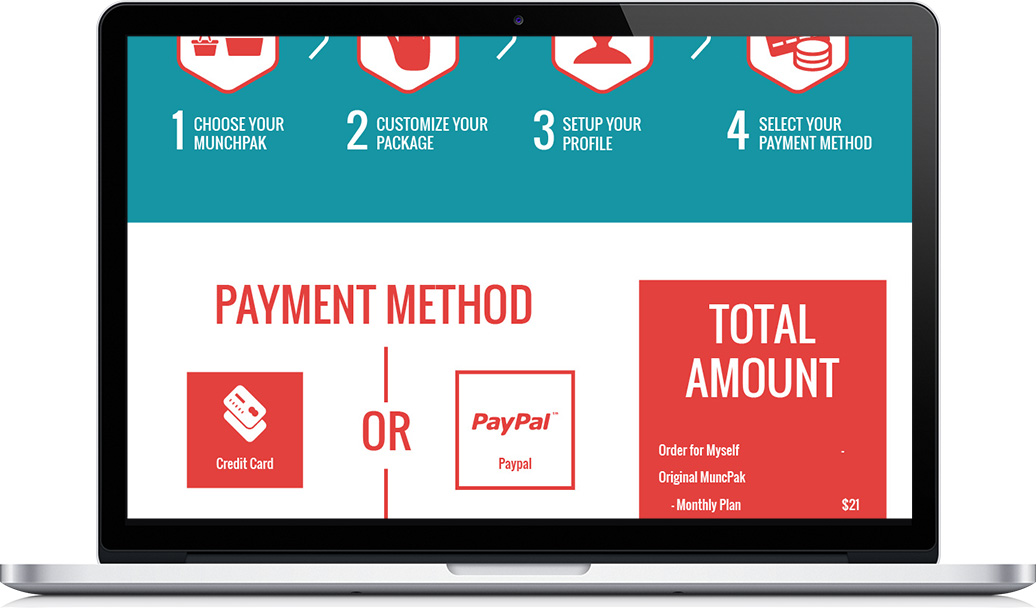 1 CHOOSE YOUR
MUNCHPAK
2 CUSTOMIZE YOUR
PACKAGE
3 SETUP YOUR
PROFILE
4 SELECT YOUR
PAYMENT METHOD
PAYMENT METHOD
Credit Card
OR
PayPal™
Paypal
TOTAL
AMOUNT
Order for Myself -
Original MuncPak
- Monthly Plan $21